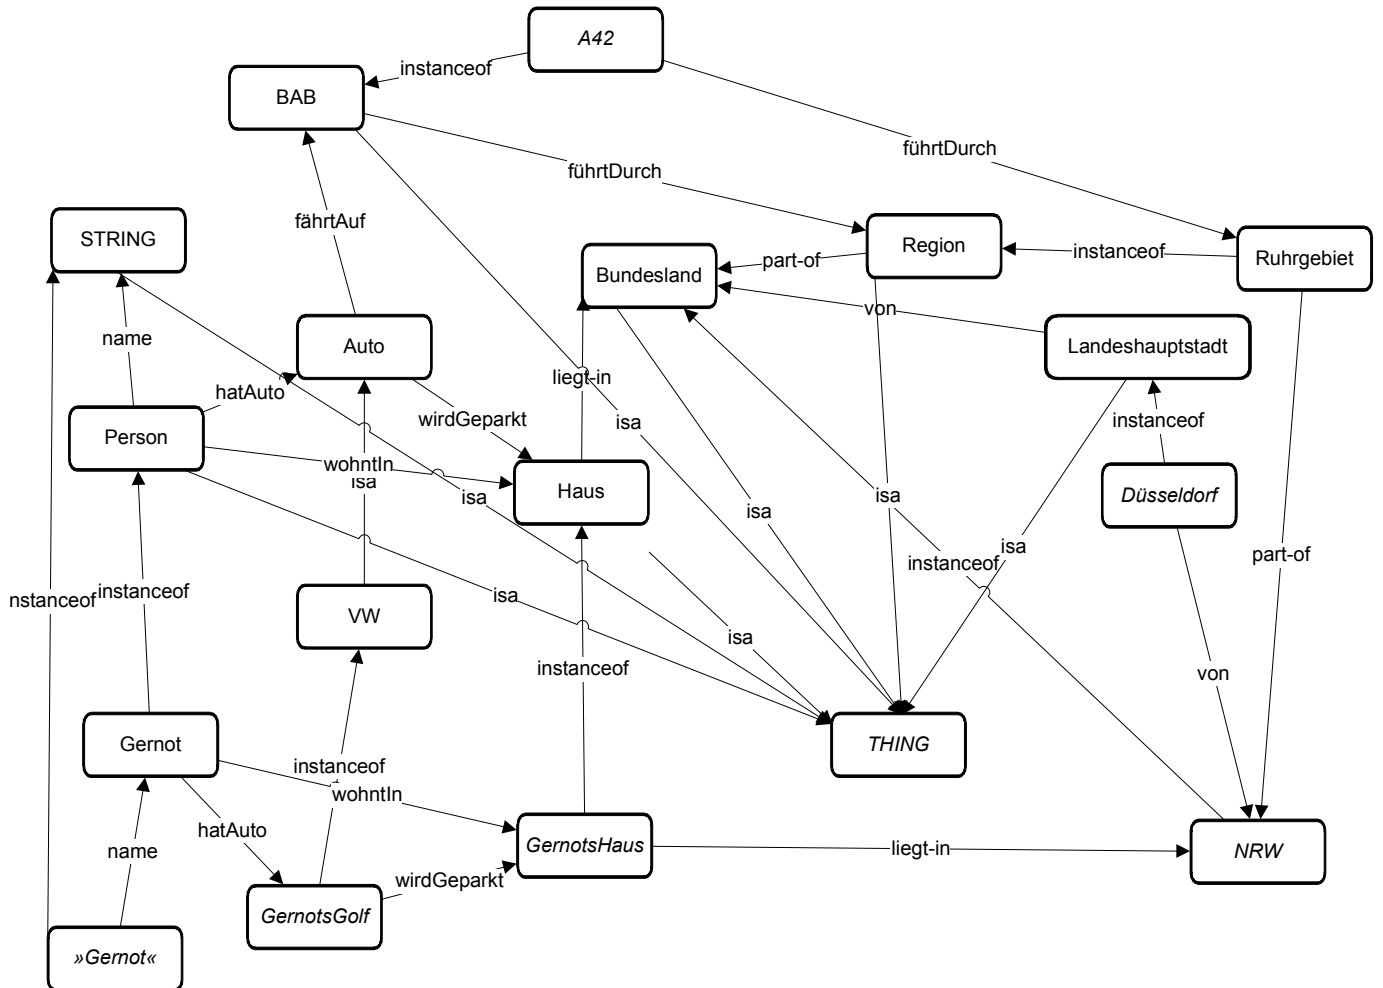 A42
instanceof
BAB
führtDurch
führtDurch
fährtAuf
STRING
Region
instanceof
Ruhrgebiet
part-of
Bundesland
von
name
Auto
Landeshauptstadt
liegt-in
hatAuto
wirdGeparkt
isa
instanceof
Person
wohntIn
isa
isa
Haus
isa
isa
Düsseldorf
isa
part-of
instanceof
nstanceof
instanceof
isa
VW
isa
instanceof
von
Gernot
THING
instanceof
wohntIn
hatAuto
name
GernotsHaus
liegt-in
NRW
wirdGeparkt
GernotsGolf
»Gernot«